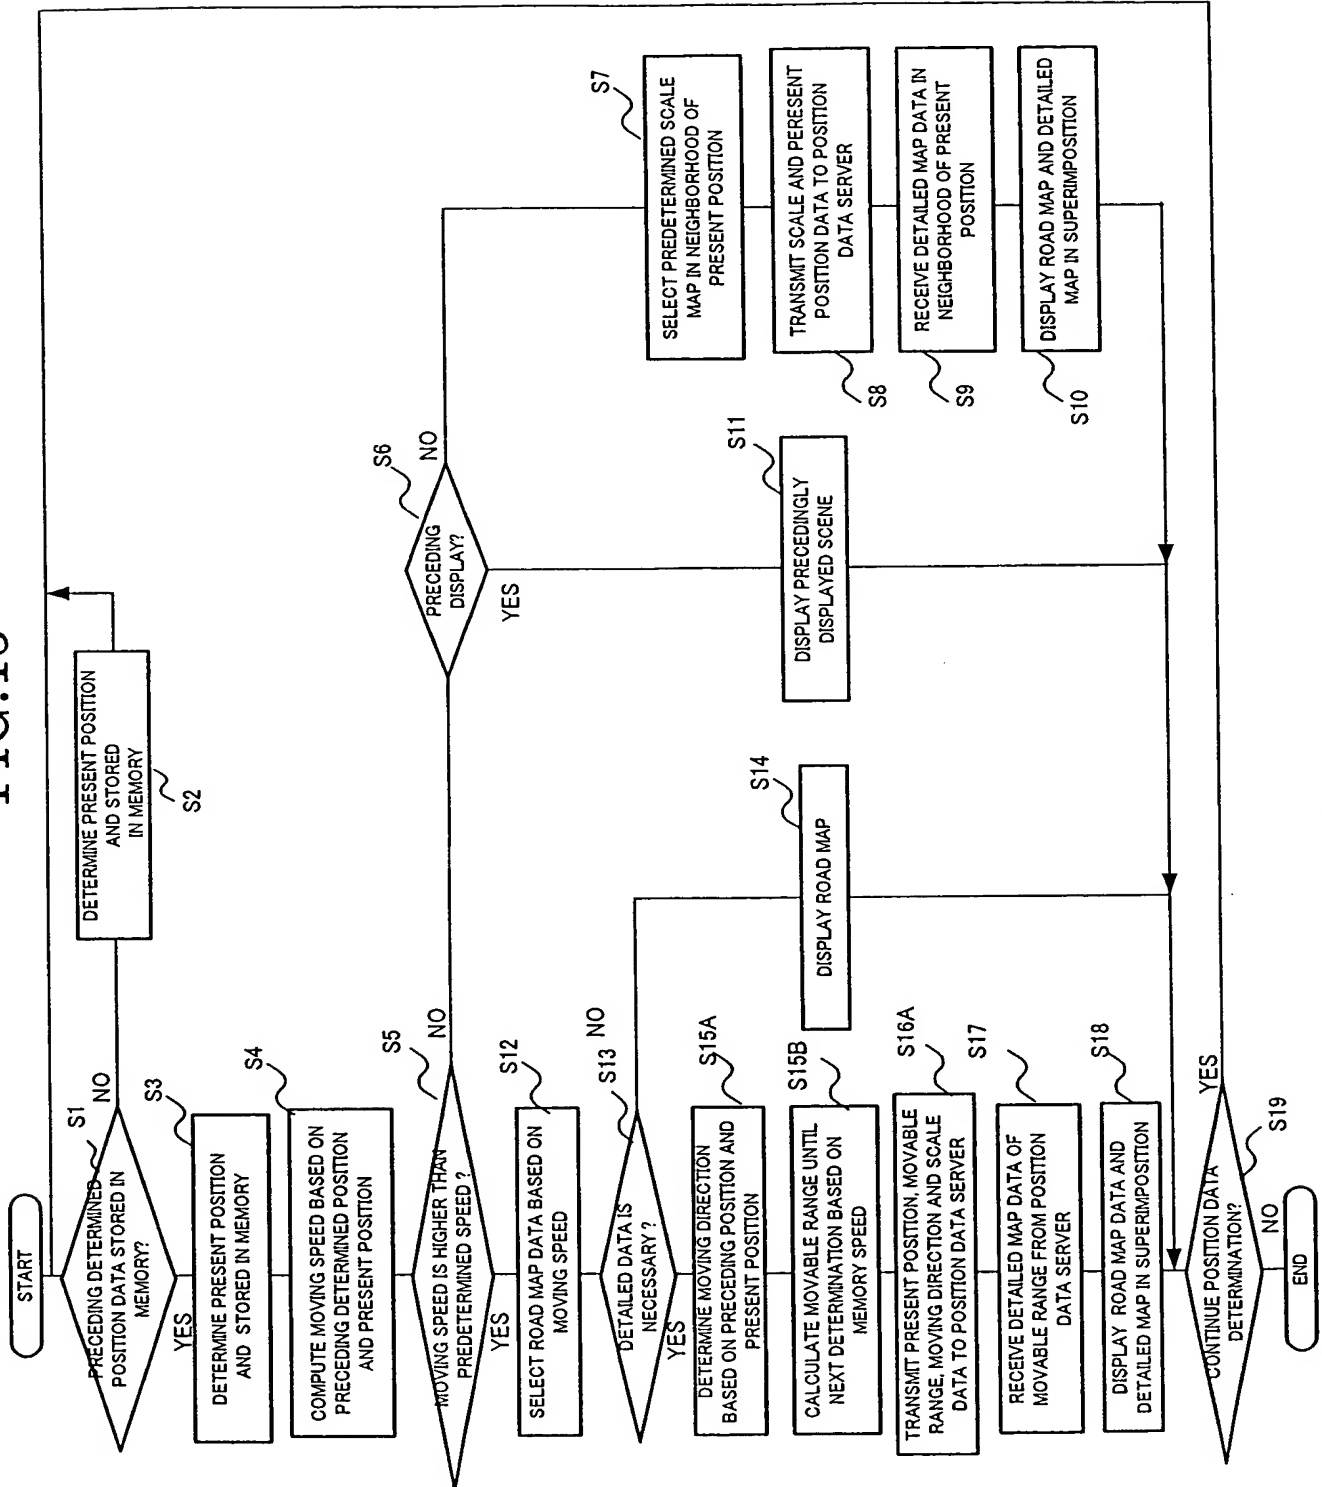 START
S1
PRECEDING DETERMINED
POSITION DATA STORED IN
MEMORY?
NO
YES
DETERMINE PRESENT POSITION
AND STORED
IN MEMORY
S2
S3
DETERMINE PRESENT POSITION
AND STORED IN MEMORY
S4
COMPUTE MOVING SPEED BASED ON
PRECEDING DETERMINED POSITION
AND PRESENT POSITION
S5
MOVING SPEED IS HIGHER THAN
PREDETERMINED SPEED ?
NO
YES
S6
PRECEDING
DISPLAY?
NO
YES
S7
SELECT PREDETERMINED SCALE
MAP IN NEIGHBORHOOD OF
PRESENT POSITION
TRANSMIT SCALE AND PERESENT
POSITION DATA TO POSITION
DATA SERVER
S8
RECEIVE DETAILED MAP DATA IN
NEIGHBORHOOD OF PRESENT
POSITION
S9
DISPLAY ROAD MAP AND DETAILED
MAP IN SUPERIMPOSITION
S10
S11
DISPLAY PRECEDINGLY
DISPLAYED SCENE
S12
SELECT ROAD MAP DATA BASED ON
MOVING SPEED
S13
DETAILED DATA IS
NECESSARY ?
NO
YES
S14
DISPLAY ROAD MAP
S15A
DETERMINE MOVING DIRECTION
BASED ON PRECEDING POSITION AND
PRESENT POSITION
S15B
CALCULATE MOVABLE RANGE UNTIL
NEXT DETERMINATION BASED ON
MEMORY SPEED
S16A
TRANSMIT PRESENT POSITION, MOVABLE
RANGE, MOVING DIRECTION AND SCALE
DATA TO POSITION DATA SERVER
S17
RECEIVE DETAILED MAP DATA OF
MOVABLE RANGE FROM POSITION
DATA SERVER
S18
DISPLAY ROAD MAP DATA AND
DETAILED MAP IN SUPERIMPOSITION
YES
CONTINUE POSITION DATA
DETERMINATION?
S19
NO
END